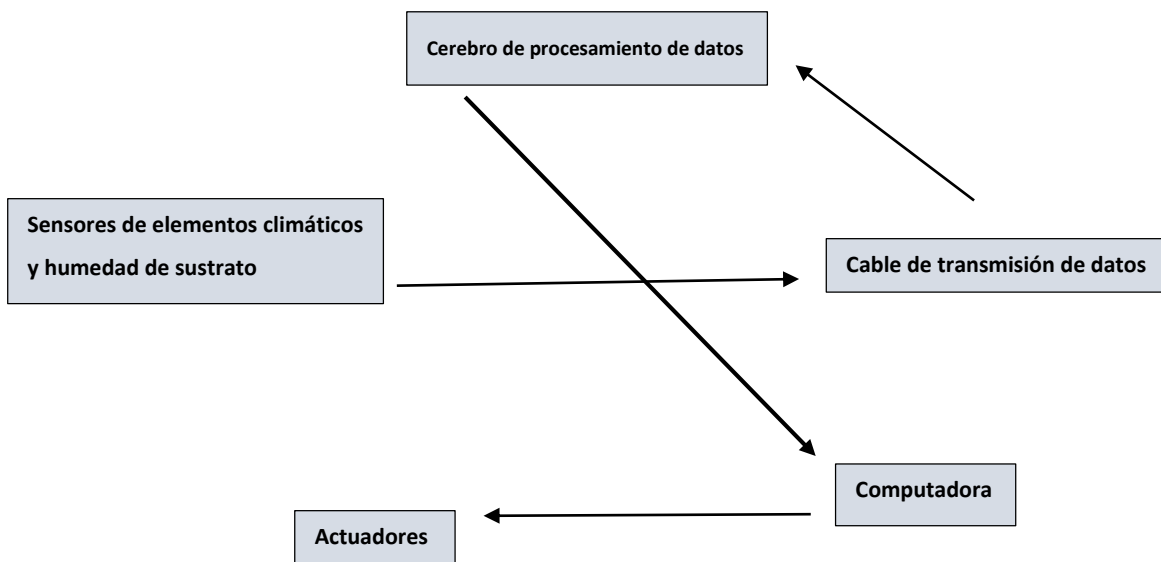 Cerebro de procesamiento de datos
Sensores de elementos climáticos
y humedad de sustrato
Cable de transmisión de datos
Computadora
Actuadores